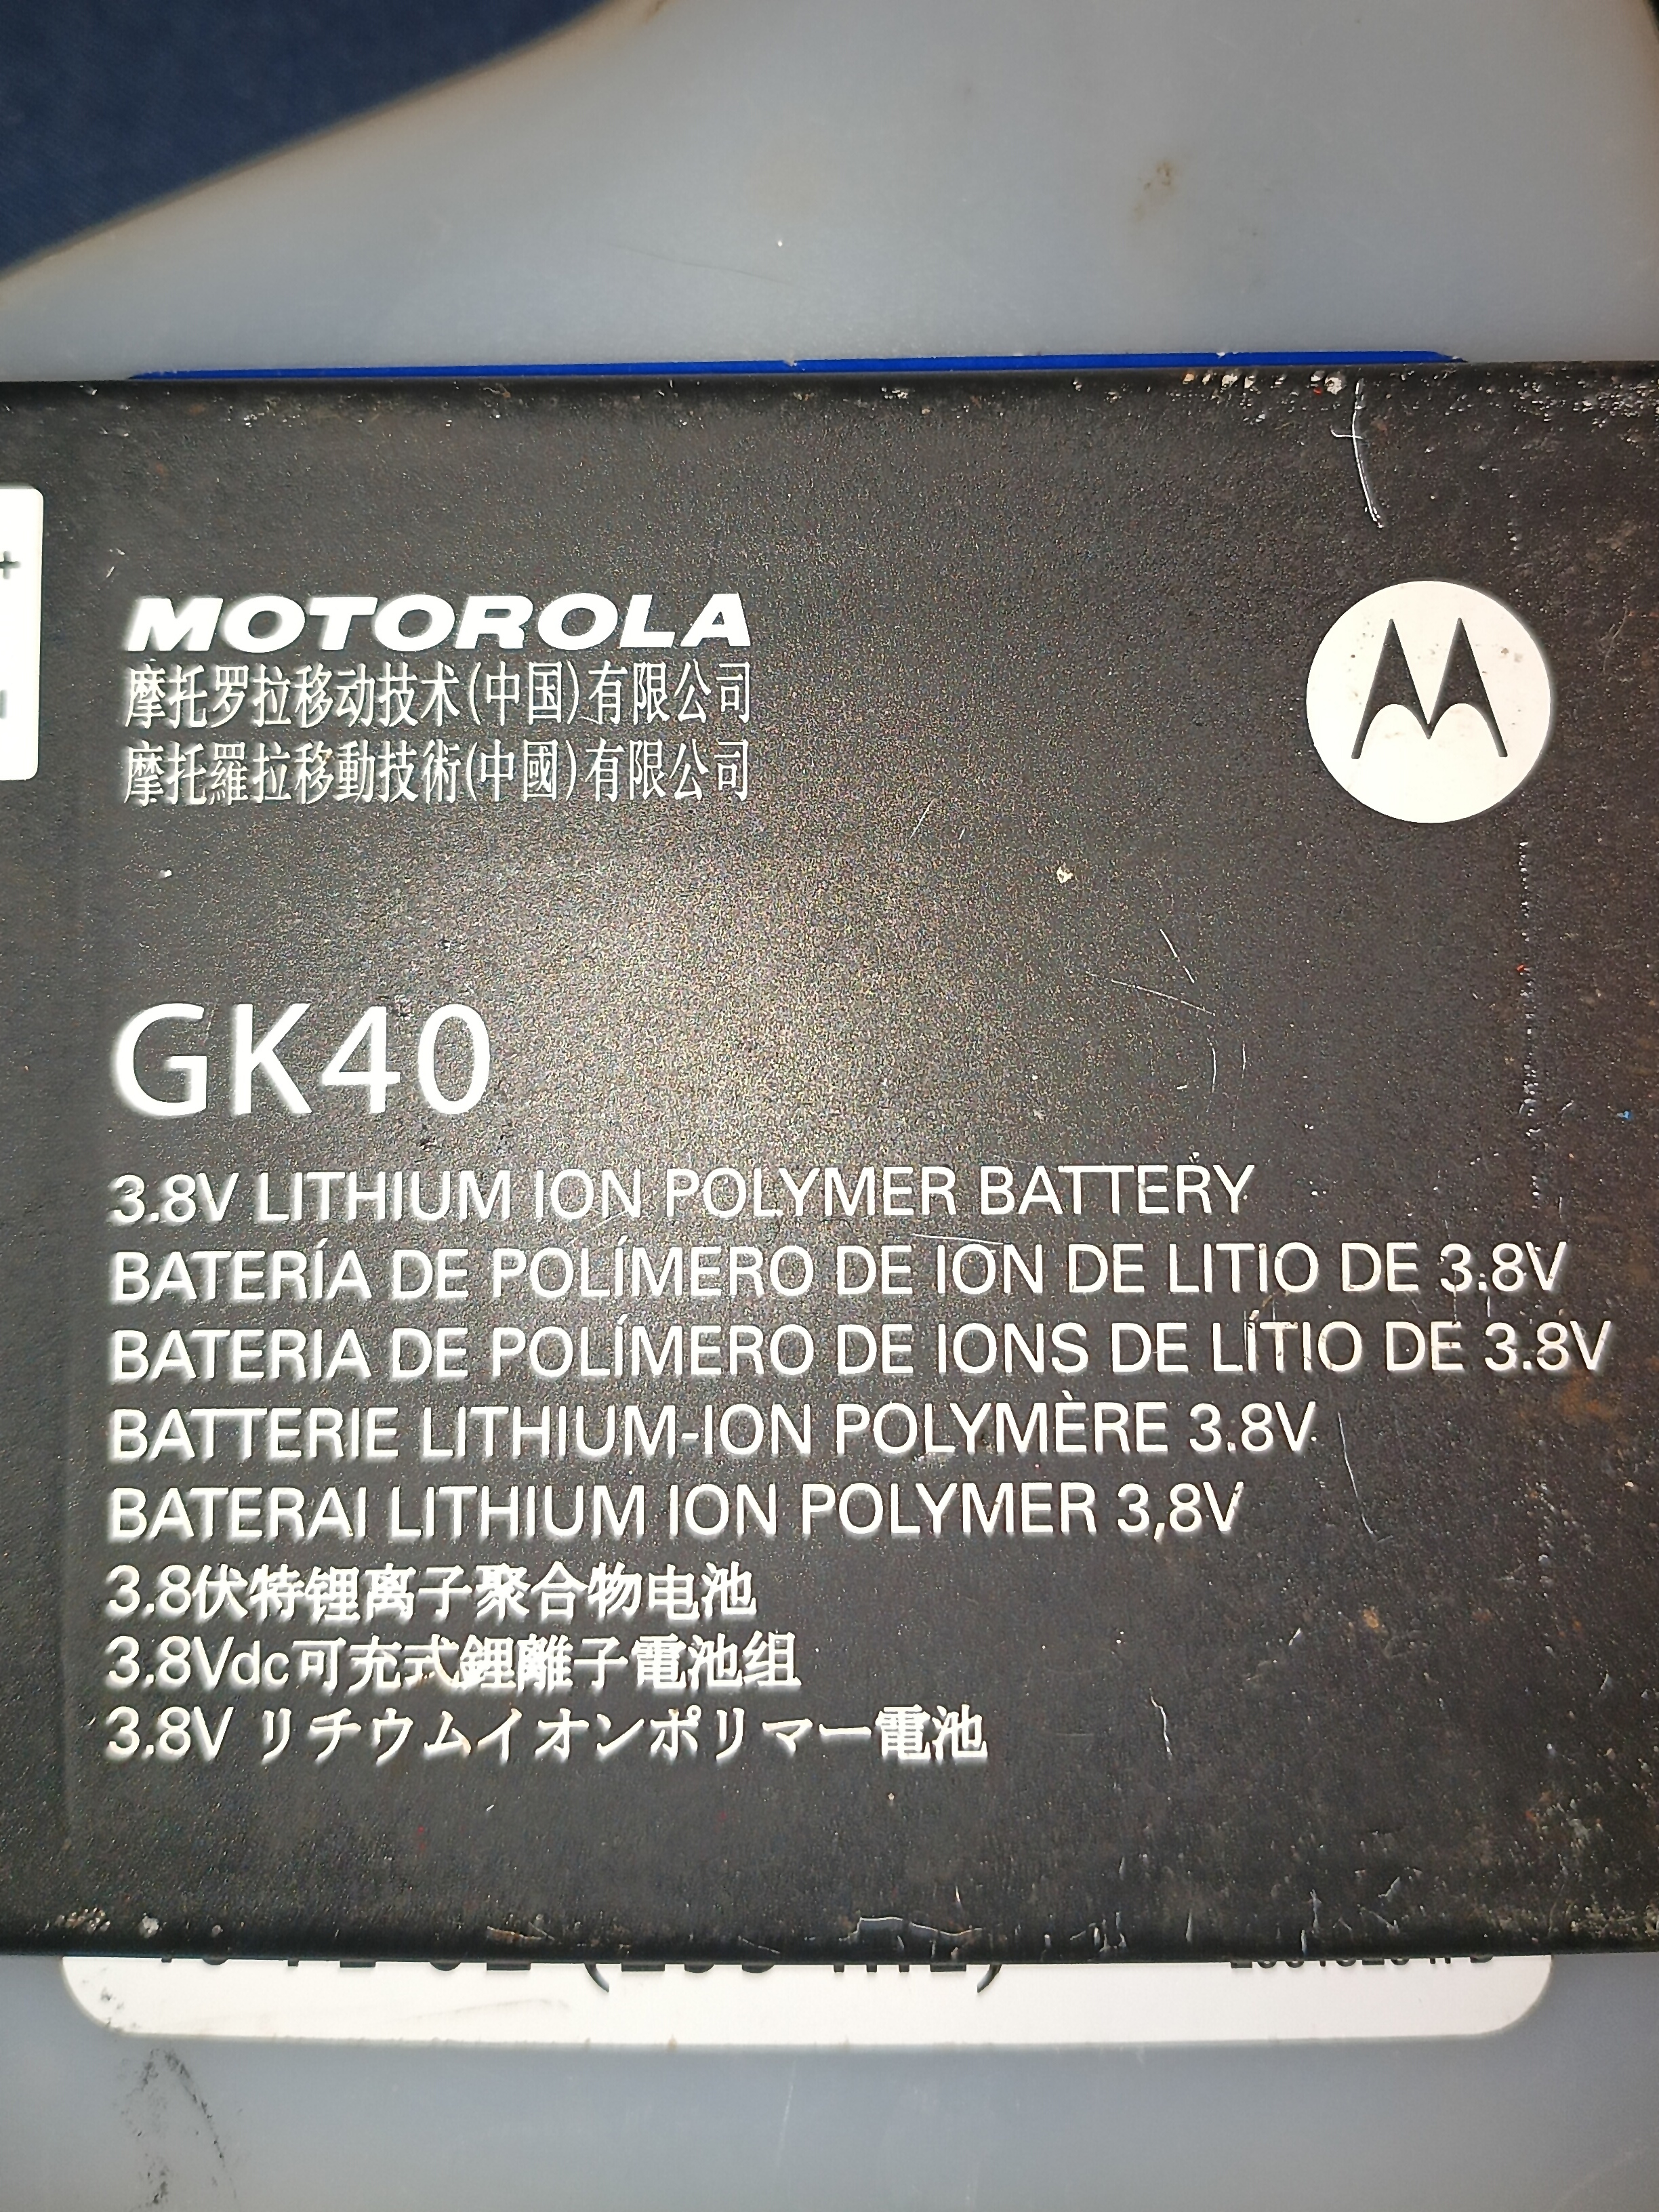 +
MOTOROLA
摩托罗拉移动技术(中国)有限公司
摩托羅拉移動技術(中國)有限公司
GK40
3.8V LITHIUM ION POLYMER BATTERY
BATERÍA DE POLÍMERO DE ION DE LITIO DE 3.8V
BATERIA DE POLÍMERO DE IONS DE LÍTIO DE 3.8V
BATTERIE LITHIUM-ION POLYMÈRE 3.8V
BATERAI LITHIUM ION POLYMER 3,8V
3.8伏特锂离子聚合物电池
3.8Vdc可充式鋰離子電池组
3.8V リチウムイオンポリマー電池